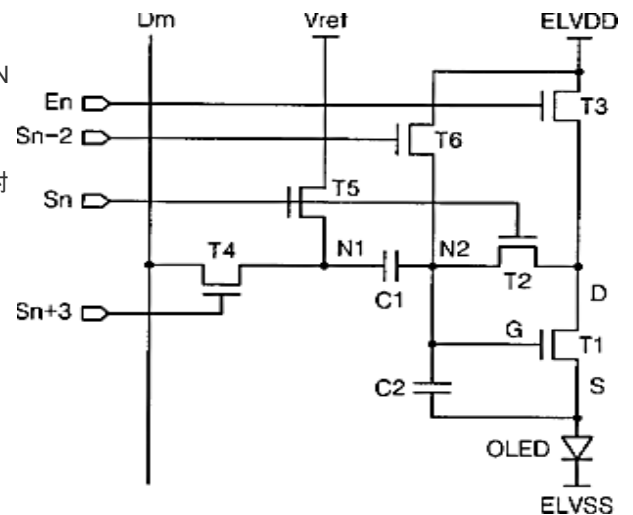 Dm Vref ELVDD
N
En T3
Sn-2 T6
时
Sn T5
T4 N1 N2 T2
C1 D
Sn+3 G T1
C2 S
OLED
ELVSS